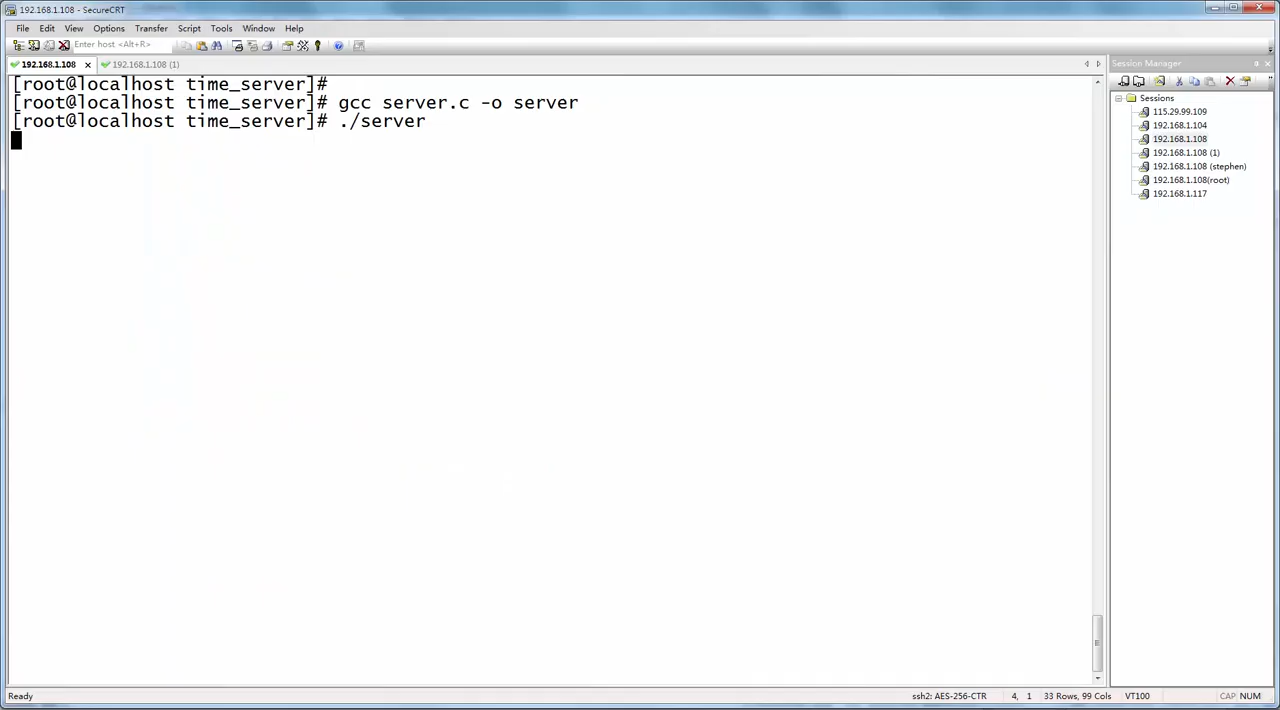 192.168.1.108 - SecureCRT
File Edit View Options Transfer Script Tools Window Help
Enter host <Alt+R>
192.168.1.108 192.168.1.108 (1)
Session Manager
[root@localhost time_server]#
[root@localhost time_server]# gcc server.c -o server
[root@localhost time_server]# ./server
Sessions
115.29.99.109
192.168.1.104
192.168.1.108
192.168.1.108 (1)
192.168.1.108 (stephen)
192.168.1.108(root)
192.168.1.117
Ready ssh2: AES-256-CTR 4, 1 33 Rows, 99 Cols VT100 CAP NUM